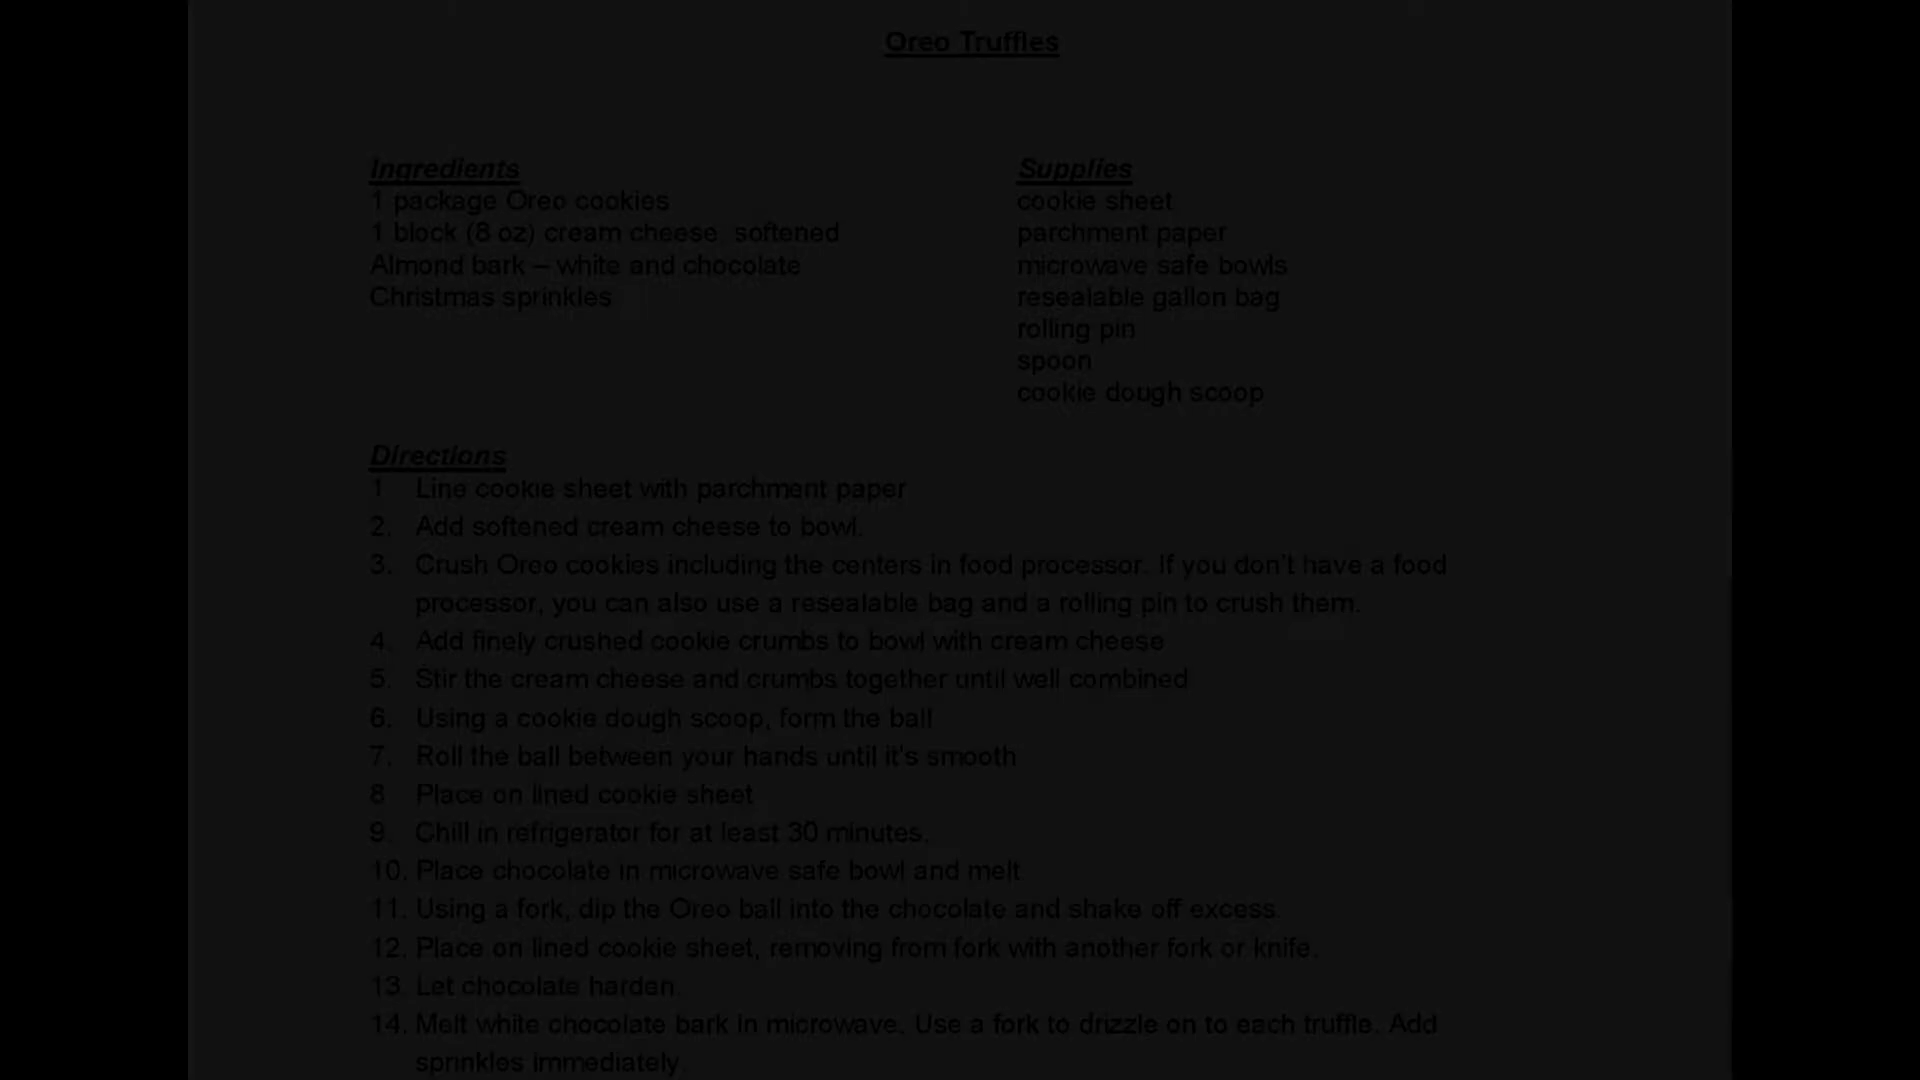 Oreo Truffles
Ingredients
1 package Oreo cookies
1 block (8 oz) cream cheese softened
Almond bark – white and chocolate
Christmas sprinkles
Supplies
cookie sheet
parchment paper
microwave safe bowls
resealable gallon bag
rolling pin
spoon
cookie dough scoop
Directions
1 Line cookie sheet with parchment paper
2. Add softened cream cheese to bowl.
3. Crush Oreo cookies including the centers in food processor. If you don't have a food
processor, you can also use a resealable bag and a rolling pin to crush them.
4. Add finely crushed cookie crumbs to bowl with cream cheese
5. Stir the cream cheese and crumbs together until well combined
6. Using a cookie dough scoop, form the ball
7. Roll the ball between your hands until it's smooth
8 Place on lined cookie sheet
9. Chill in refrigerator for at least 30 minutes.
10. Place chocolate in microwave safe bowl and melt
11. Using a fork, dip the Oreo ball into the chocolate and shake off excess.
12. Place on lined cookie sheet, removing from fork with another fork or knife.
13. Let chocolate harden.
14. Melt white chocolate bark in microwave. Use a fork to drizzle on to each truffle. Add
sprinkles immediately.